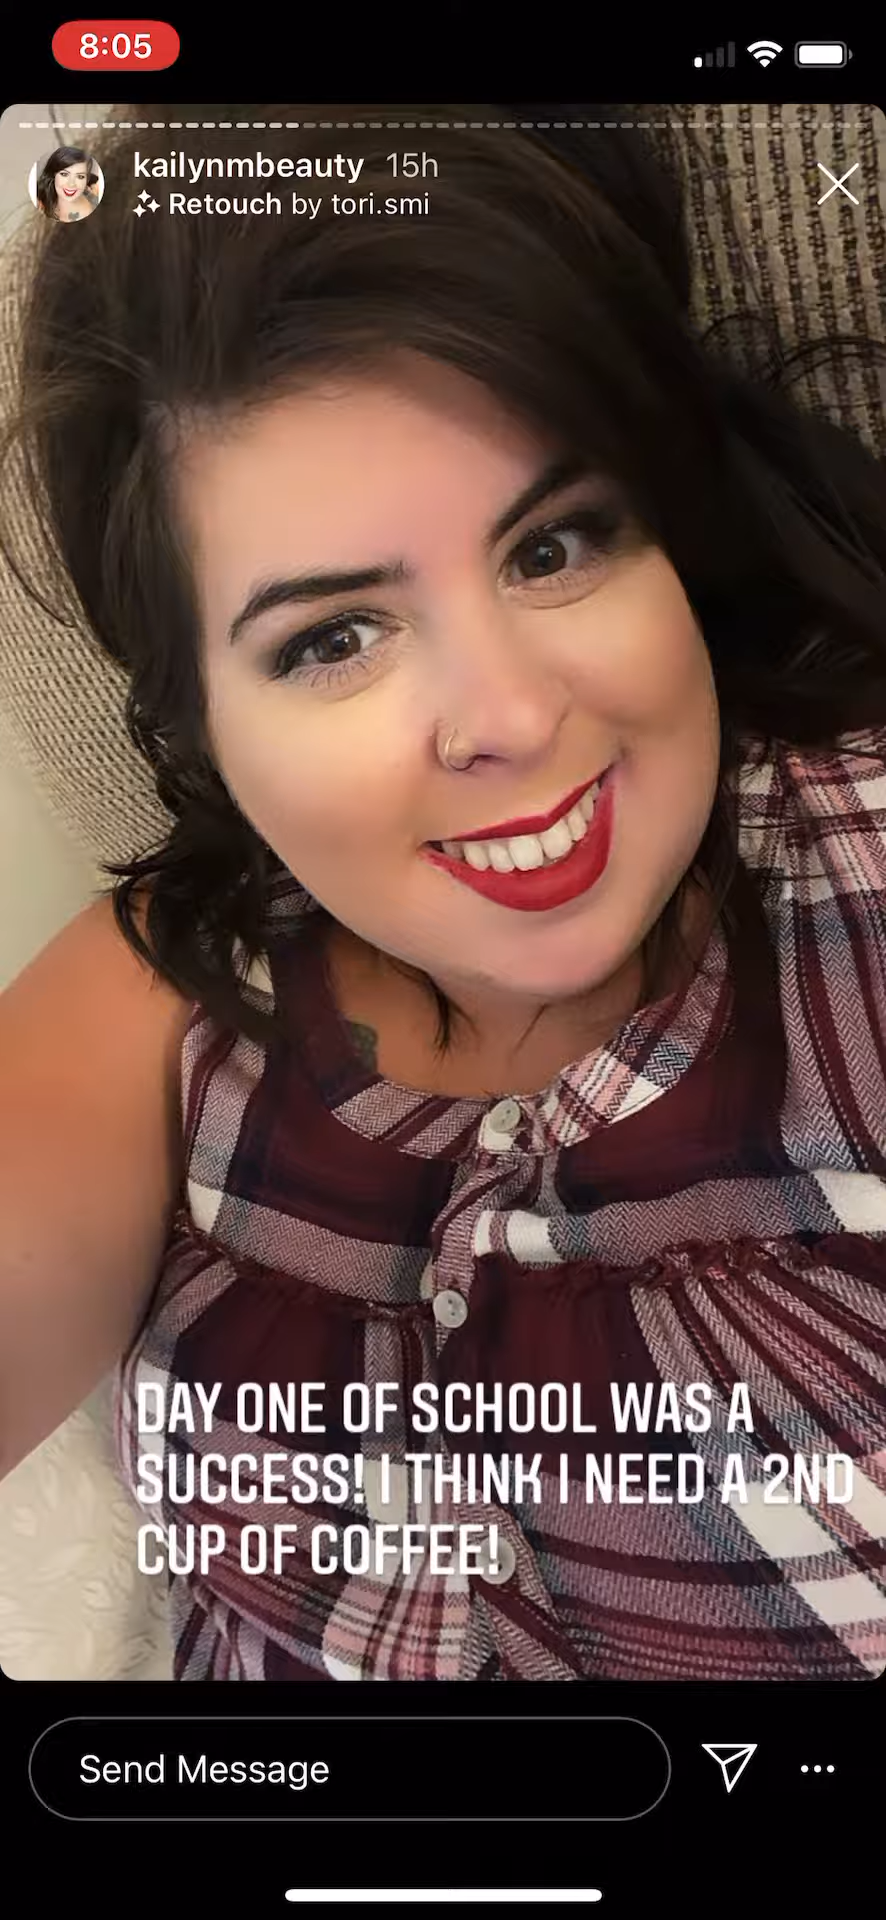 8:05
kailynmbeauty 15h
Retouch by tori.smi
DAY ONE OF SCHOOL WAS A
SUCCESS! I THINK I NEED A 2ND
CUP OF COFFEE!
Send Message